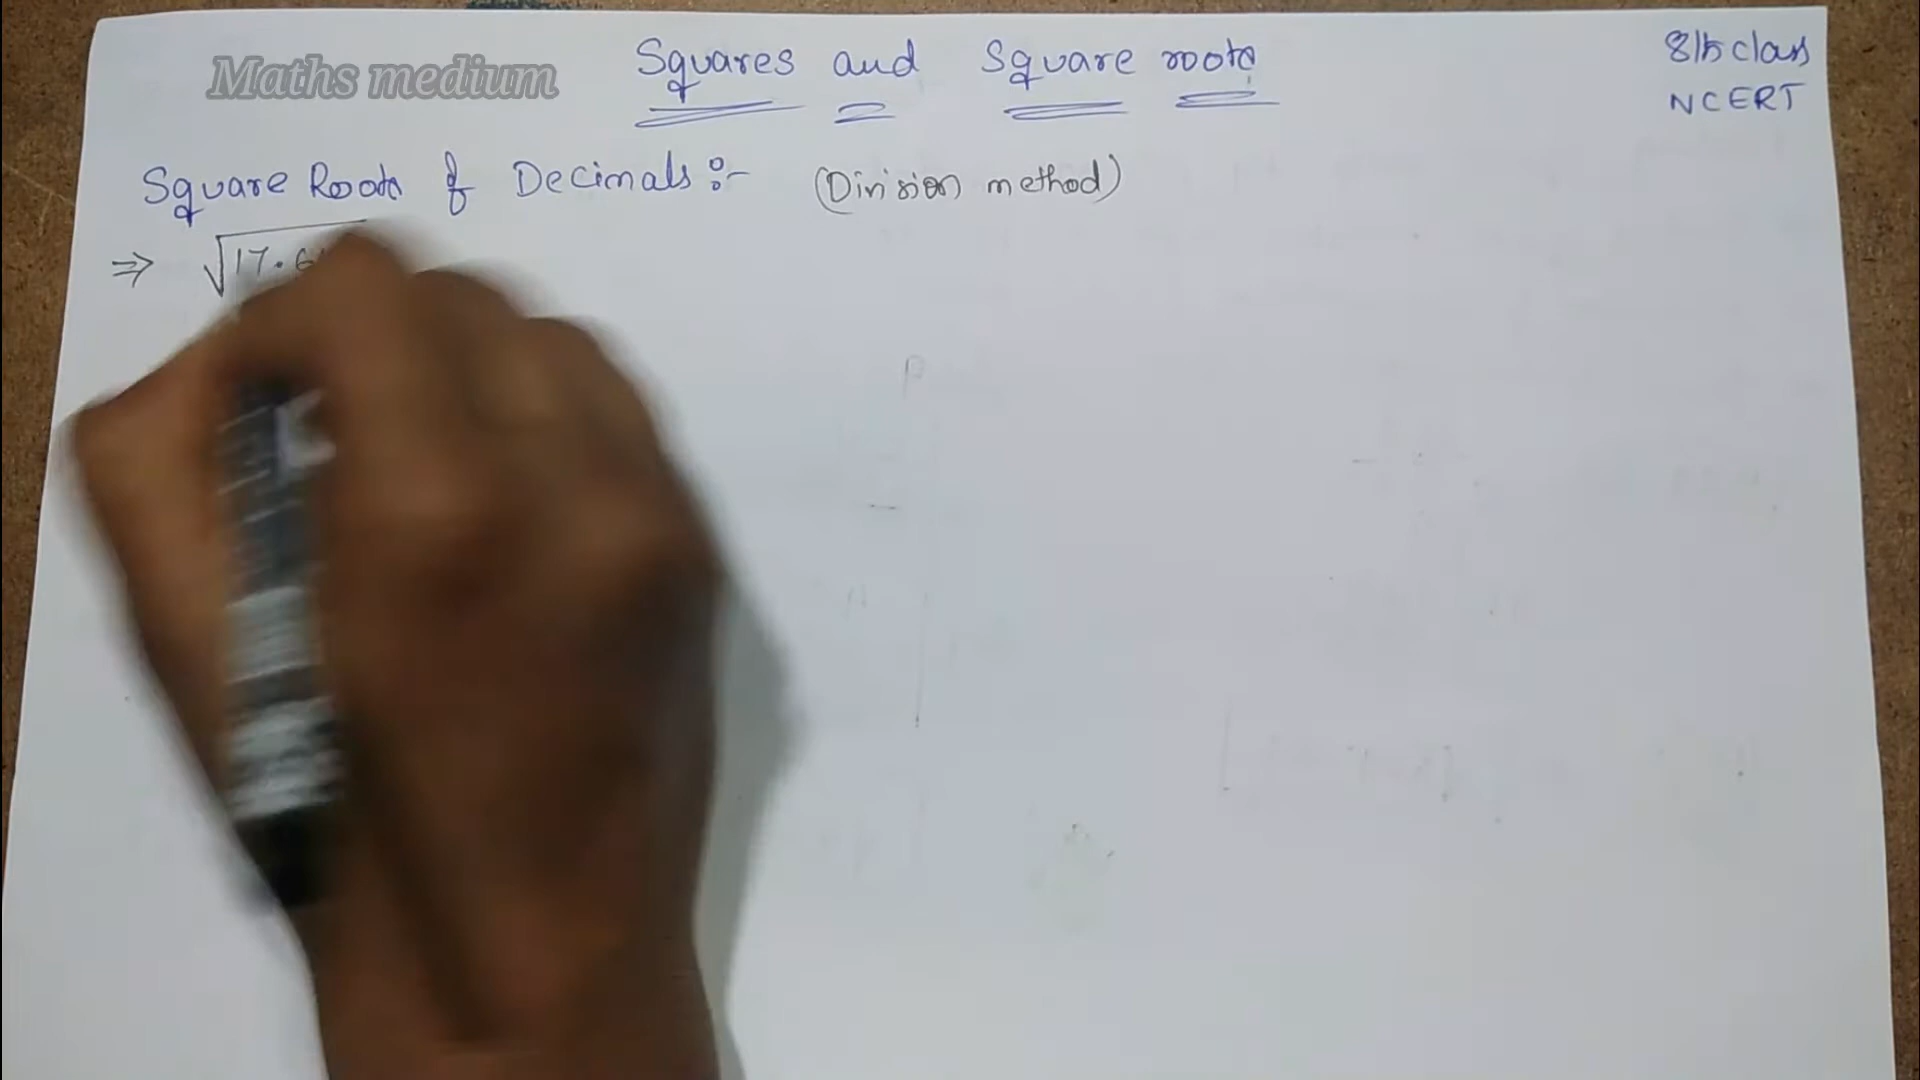 Maths medium
Squares and Square roots
8th class
NCERT
Square Roots of Decimals :- (Division method)
⇒ √17.6